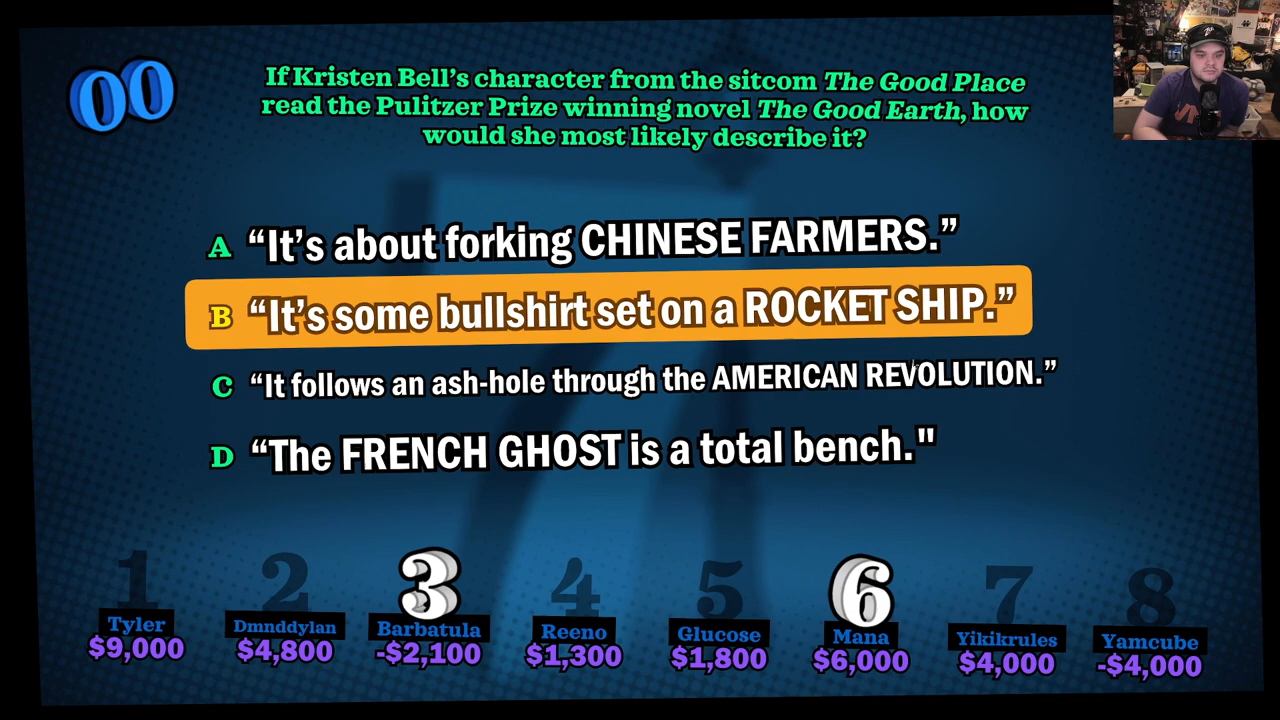 00
If Kristen Bell's character from the sitcom The Good Place
read the Pulitzer Prize winning novel The Good Earth, how
would she most likely describe it?
A "It's about forking CHINESE FARMERS."
B "It's some bullshirt set on a ROCKET SHIP."
C "It follows an ash-hole through the AMERICAN REVOLUTION."
D "The FRENCH GHOST is a total bench."
1 2 3 4 5 6 7 8
Tyler Dmnddylan Barbatula Reeno Glucose Mana Yikikrules Yamcube
$9,000 $4,800 -$2,100 $1,300 $1,800 $6,000 $4,000 -$4,000